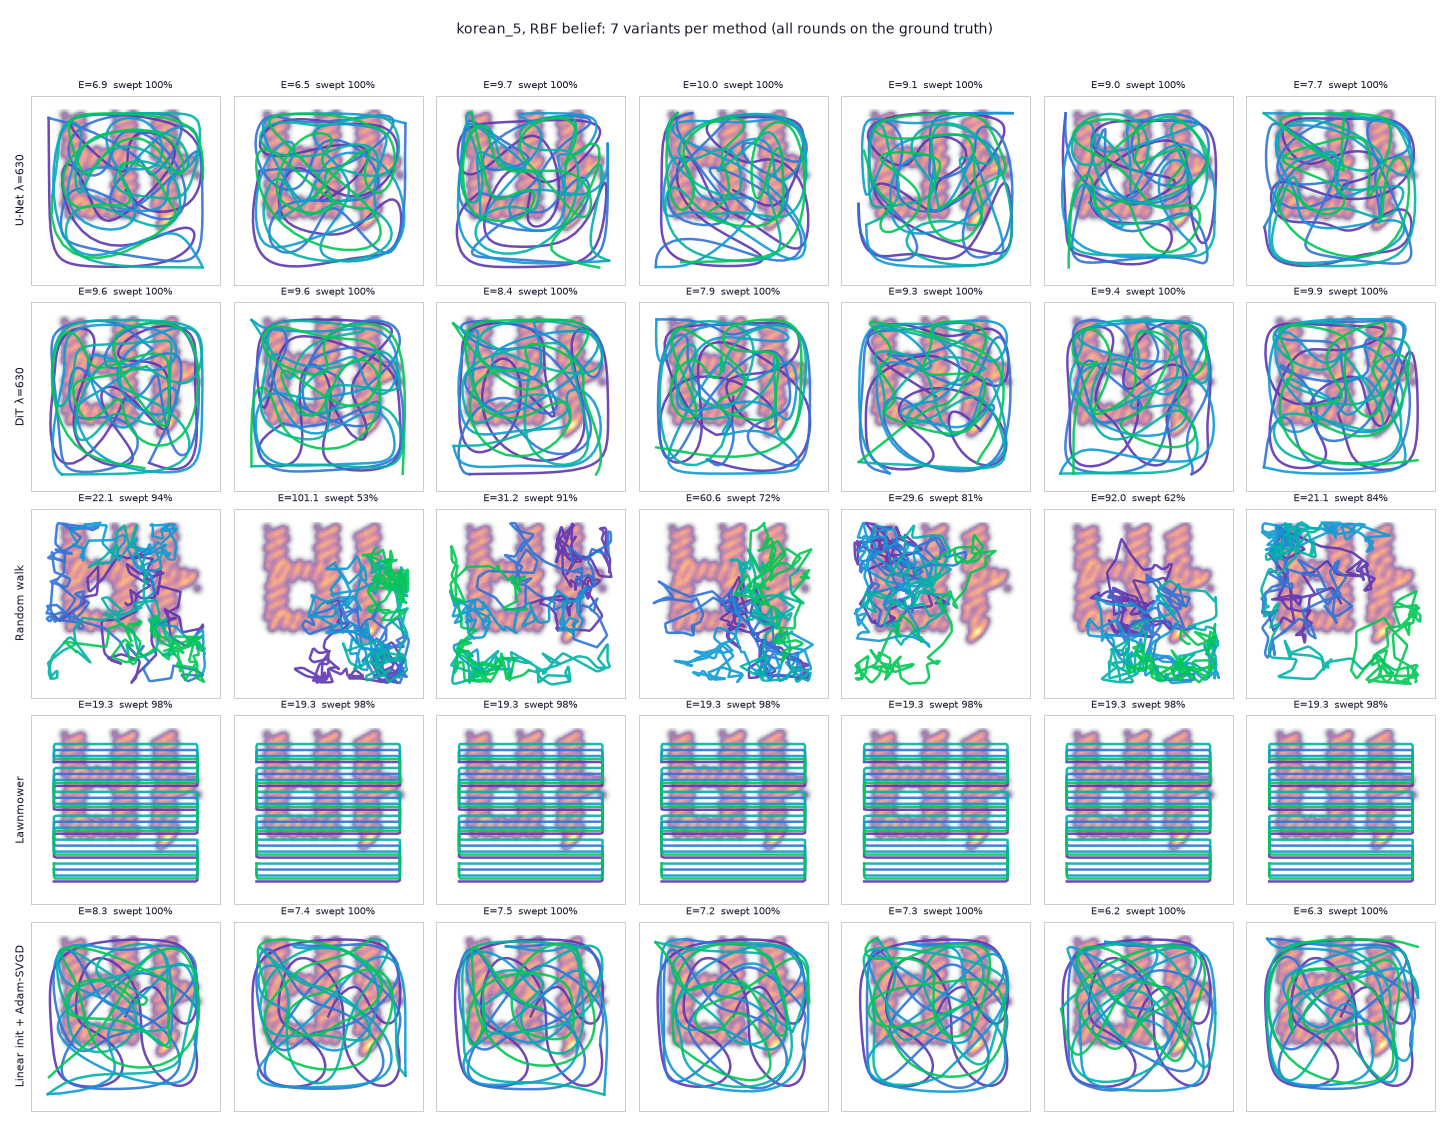 korean_5, RBF belief: 7 variants per method (all rounds on the ground truth)
E=6.9 swept 100% E=6.5 swept 100% E=9.7 swept 100% E=10.0 swept 100% E=9.1 swept 100% E=9.0 swept 100% E=7.7 swept 100%
U-Net λ=630
E=9.6 swept 100% E=9.6 swept 100% E=8.4 swept 100% E=7.9 swept 100% E=9.3 swept 100% E=9.4 swept 100% E=9.9 swept 100%
DiT λ=630
E=22.1 swept 94% E=101.1 swept 53% E=31.2 swept 91% E=60.6 swept 72% E=29.6 swept 81% E=92.0 swept 62% E=21.1 swept 84%
Random walk
E=19.3 swept 98% E=19.3 swept 98% E=19.3 swept 98% E=19.3 swept 98% E=19.3 swept 98% E=19.3 swept 98% E=19.3 swept 98%
Lawnmower
E=8.3 swept 100% E=7.4 swept 100% E=7.5 swept 100% E=7.2 swept 100% E=7.3 swept 100% E=6.2 swept 100% E=6.3 swept 100%
Linear init + Adam-SVGD